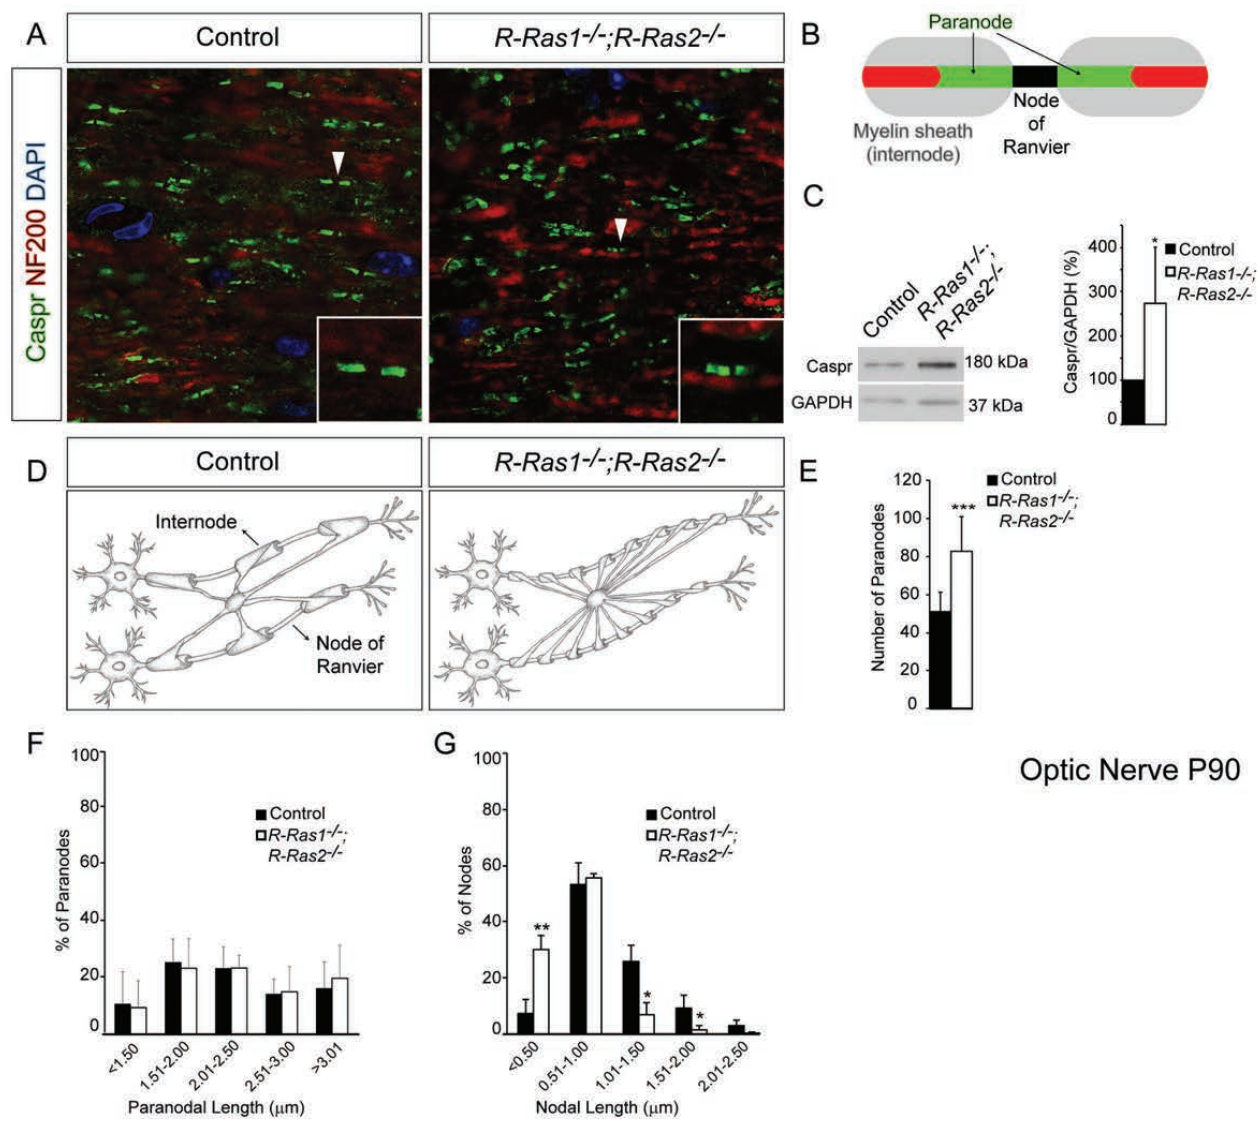 A
Control
R-Ras1-/-;R-Ras2-/-
Caspr NF200 DAPI
B
Paranode
Node
of
Ranvier
Myelin sheath
(internode)
C
Control
R-Ras1-/-;
R-Ras2-/-
Caspr
180 kDa
GAPDH
37 kDa
Caspr/GAPDH (%)
400
300
200
100
0
*
Control
R-Ras1-/-;
R-Ras2-/-
D
Control
R-Ras1-/-;R-Ras2-/-
Internode
Node of
Ranvier
E
Number of Paranodes
120
100
80
60
40
20
0
***
Control
R-Ras1-/-;
R-Ras2-/-
F
% of Paranodes
100
80
60
40
20
0
Control
R-Ras1-/-;
R-Ras2-/-
<1.50
1.51-2.00
2.01-2.50
2.51-3.00
>3.01
Paranodal Length (μm)
G
% of Nodes
100
80
60
40
20
0
**
*
*
Control
R-Ras1-/-;
R-Ras2-/-
<0.50
0.51-1.00
1.01-1.50
1.51-2.00
2.01-2.50
Nodal Length (μm)
Optic Nerve P90